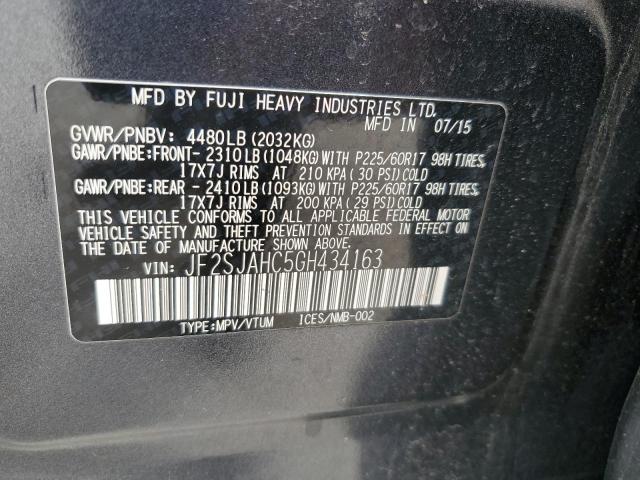 MFD BY FUJI HEAVY INDUSTRIES LTD.
MFD IN 07/15
GVWR/PNBV: 4480LB(2032KG)
GAWR/PNBE:FRONT- 2310LB(1048KG)WITH P225/60R17 98H TIRES,
17X7J RIMS AT 210 KPA( 30 PSI)COLD
GAWR/PNBE:REAR - 2410LB(1093KG)WITH P225/60R17 98H TIRES,
17X7J RIMS AT 200 KPA( 29 PSI)COLD
THIS VEHICLE CONFORMS TO ALL APPLICABLE FEDERAL MOTOR
VEHICLE SAFETY AND THEFT PREVENTION STANDARDS IN EFFECT ON
THE DATE OF MANUFACTURE SHOWN ABOVE.
VIN: JF2SJAHC5GH434163
TYPE:MPV/VTUM ICES/NMB-002